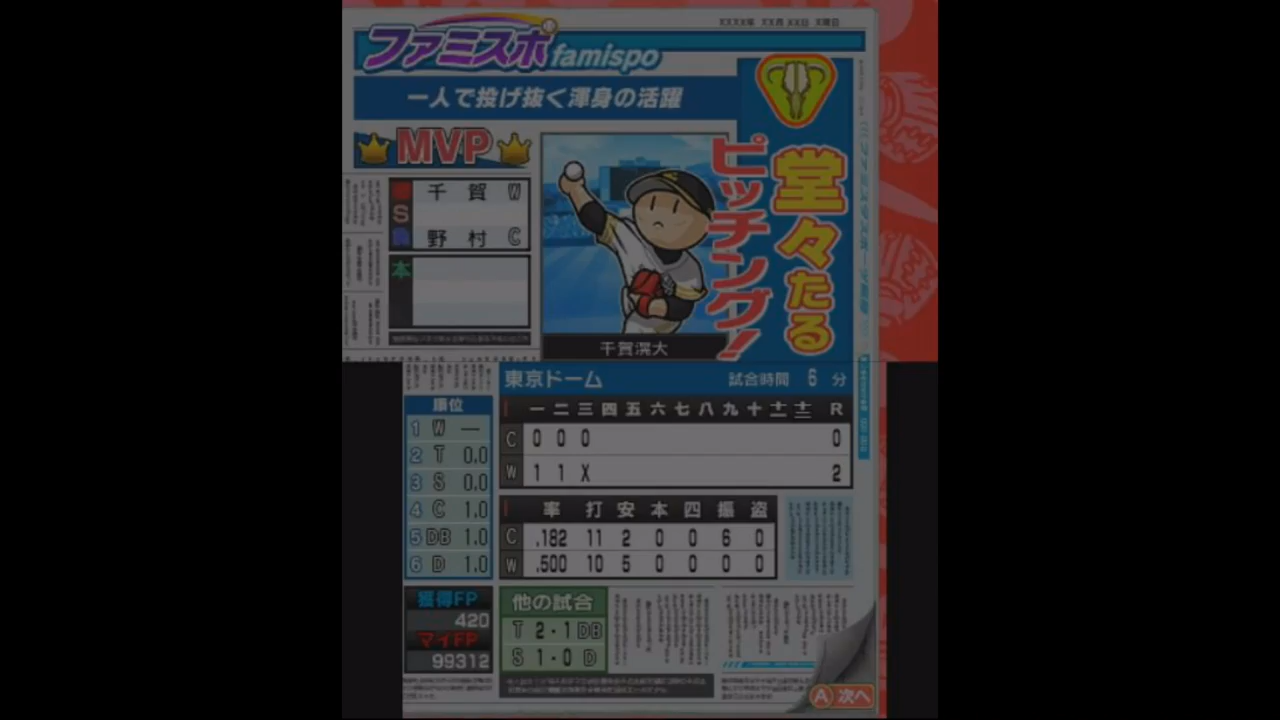 XXXX年 XX月 XX日 X曜日
ファミスポ famispo
一人で投げ抜く渾身の活躍
堂々たる
ピッチング!
MVP
勝 千賀 W
S
負 野村 C
本
千賀滉大
東京ドーム 試合時間 6 分
一 二 三 四 五 六 七 八 九 十 十一 十二 R
C 0 0 0 0
W 1 1 X 2
率 打 安 本 四 振 盗
C .182 11 2 0 0 6 0
W .500 10 5 0 0 0 0
順位
1 W —
2 T 0.0
3 S 0.0
4 C 1.0
5 DB 1.0
6 D 1.0
獲得FP
420
マイFP
99312
他の試合
T 2 - 1 DB
S 1 - 0 D
A 次へ